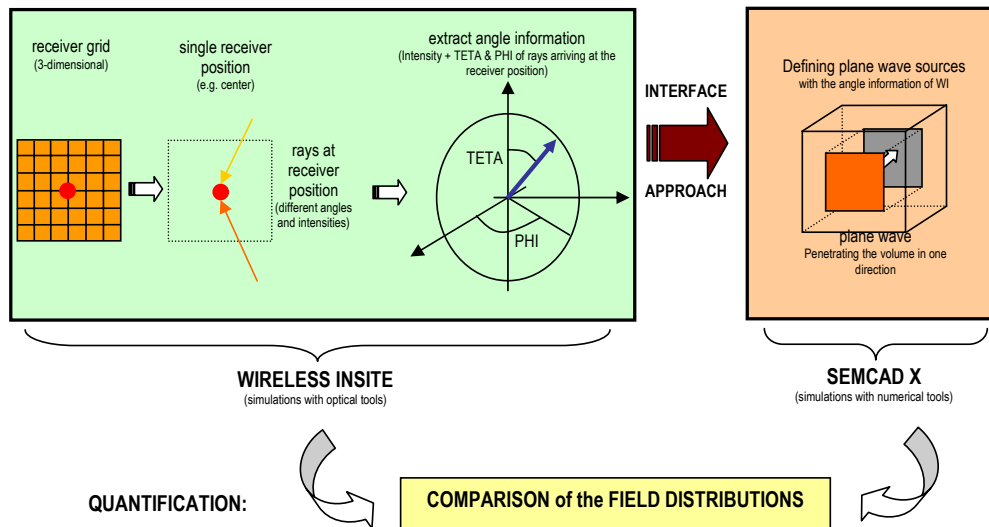 receiver grid
(3-dimensional)
single receiver
position
(e.g. center)
rays at
receiver
position
(different angles
and intensities)
extract angle information
(Intensity + TETA & PHI of rays arriving at the
receiver position)
TETA
PHI
INTERFACE
APPROACH
Defining plane wave sources
with the angle information of WI
plane wave
Penetrating the volume in one
direction
WIRELESS INSITE
(simulations with optical tools)
SEMCAD X
(simulations with numerical tools)
QUANTIFICATION:
COMPARISON of the FIELD DISTRIBUTIONS